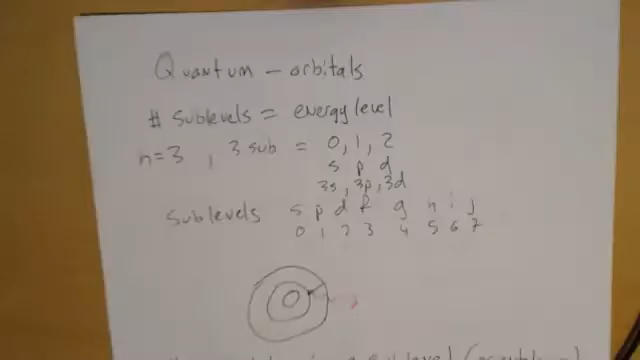 Quantum - orbitals
# Sublevels = energy level
n=3 , 3 sub = 0, 1, 2
s p d
3s, 3p, 3d
Sublevels s p d f g h i j
0 1 2 3 4 5 6 7